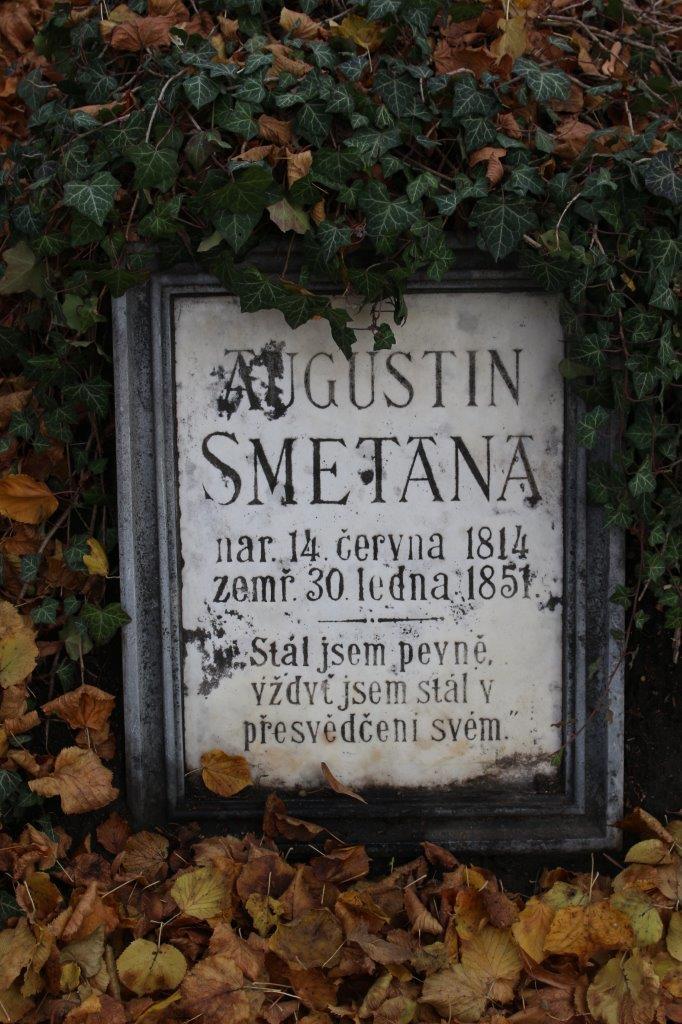 AUGUSTIN
SMETANA
nar. 14. června 1814
zemř. 30. ledna 1851.
„Stál jsem pevně,
vždyť jsem stál v
přesvědčení svém."